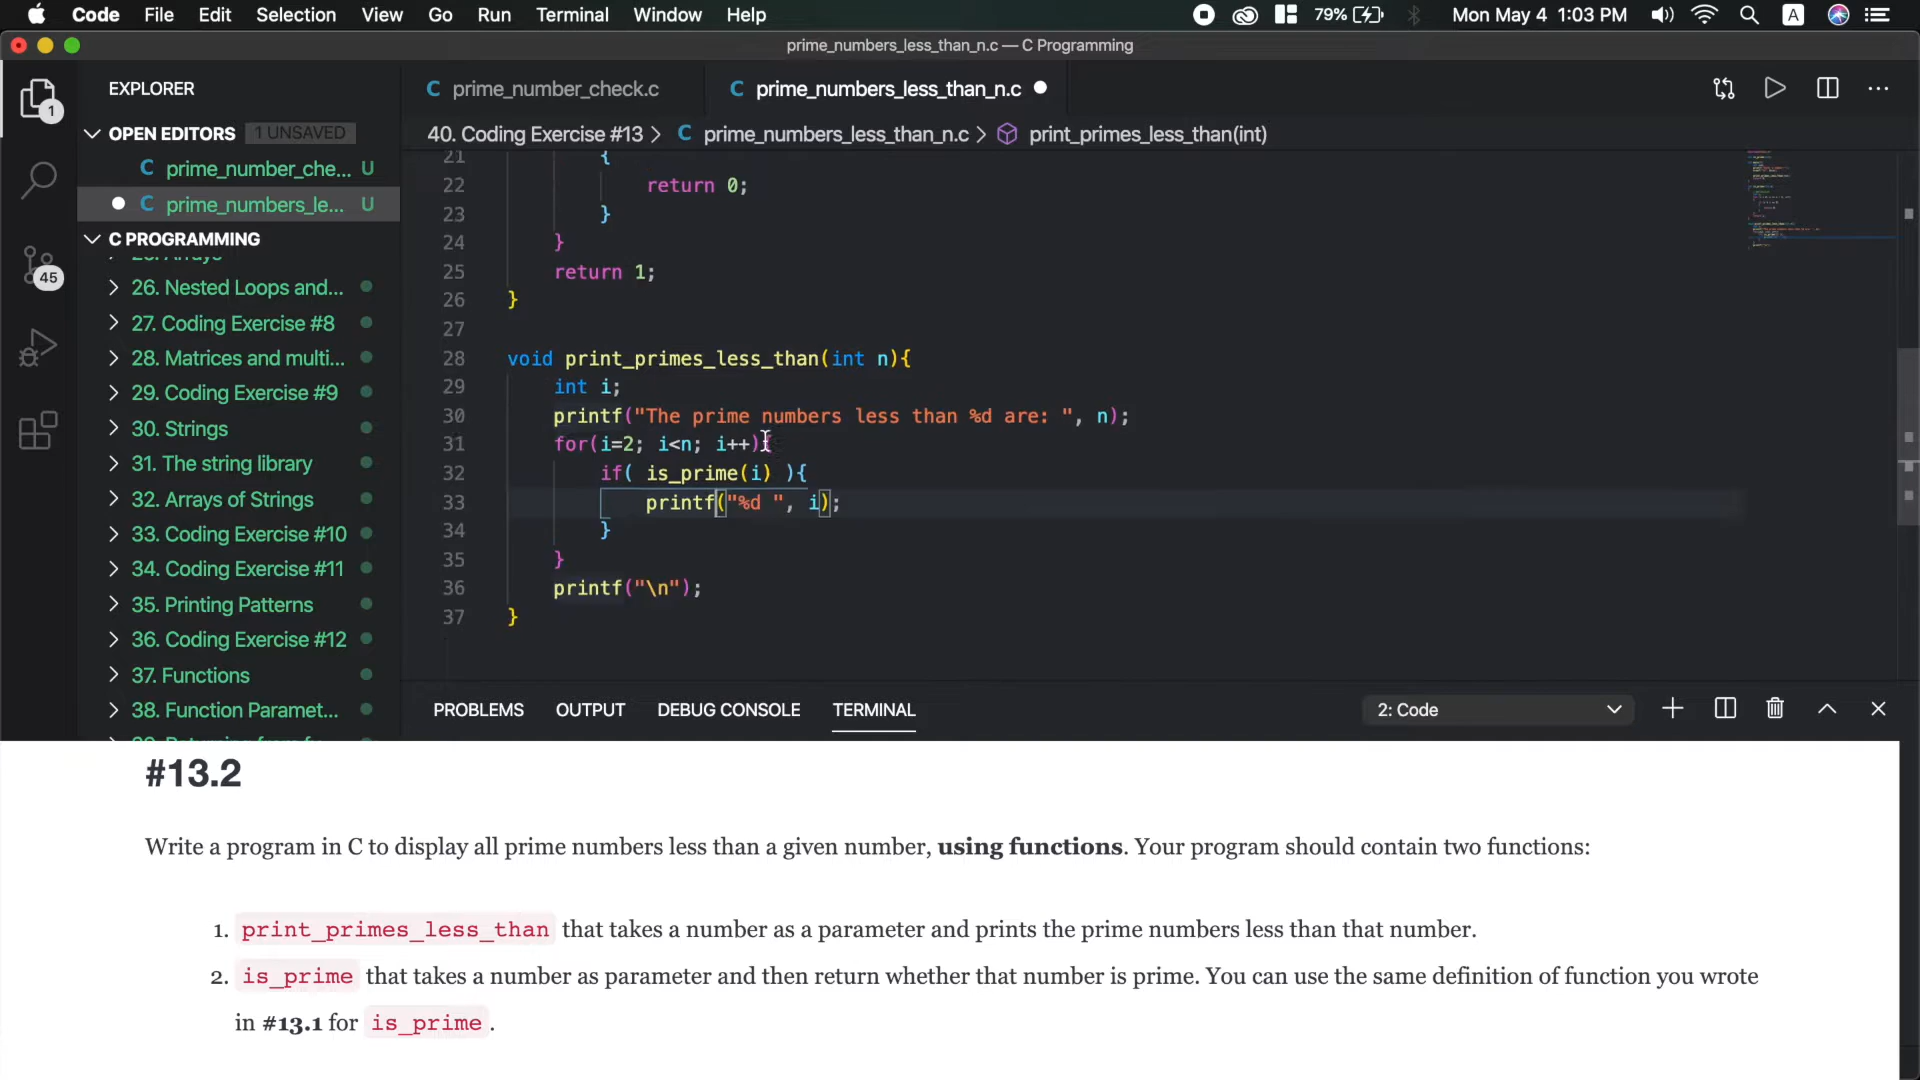 Code File Edit Selection View Go Run Terminal Window Help 79% Mon May 4 1:03 PM A
prime_numbers_less_than_n.c — C Programming
EXPLORER
OPEN EDITORS 1 UNSAVED
C prime_number_che... U
C prime_numbers_le... U
C PROGRAMMING
26. Nested Loops and...
27. Coding Exercise #8
28. Matrices and multi...
29. Coding Exercise #9
30. Strings
31. The string library
32. Arrays of Strings
33. Coding Exercise #10
34. Coding Exercise #11
35. Printing Patterns
36. Coding Exercise #12
37. Functions
38. Function Paramet...
1
45
C prime_number_check.c C prime_numbers_less_than_n.c
40. Coding Exercise #13 > C prime_numbers_less_than_n.c > print_primes_less_than(int)
21 {
22 return 0;
23 }
24 }
25 return 1;
26 }
27
28 void print_primes_less_than(int n){
29 int i;
30 printf("The prime numbers less than %d are: ", n);
31 for(i=2; i<n; i++){
32 if( is_prime(i) ){
33 printf("%d ", i);
34 }
35 }
36 printf("\n");
37 }
PROBLEMS OUTPUT DEBUG CONSOLE TERMINAL 2: Code
#13.2
Write a program in C to display all prime numbers less than a given number, using functions. Your program should contain two functions:
1. print_primes_less_than that takes a number as a parameter and prints the prime numbers less than that number.
2. is_prime that takes a number as parameter and then return whether that number is prime. You can use the same definition of function you wrote
in #13.1 for is_prime .